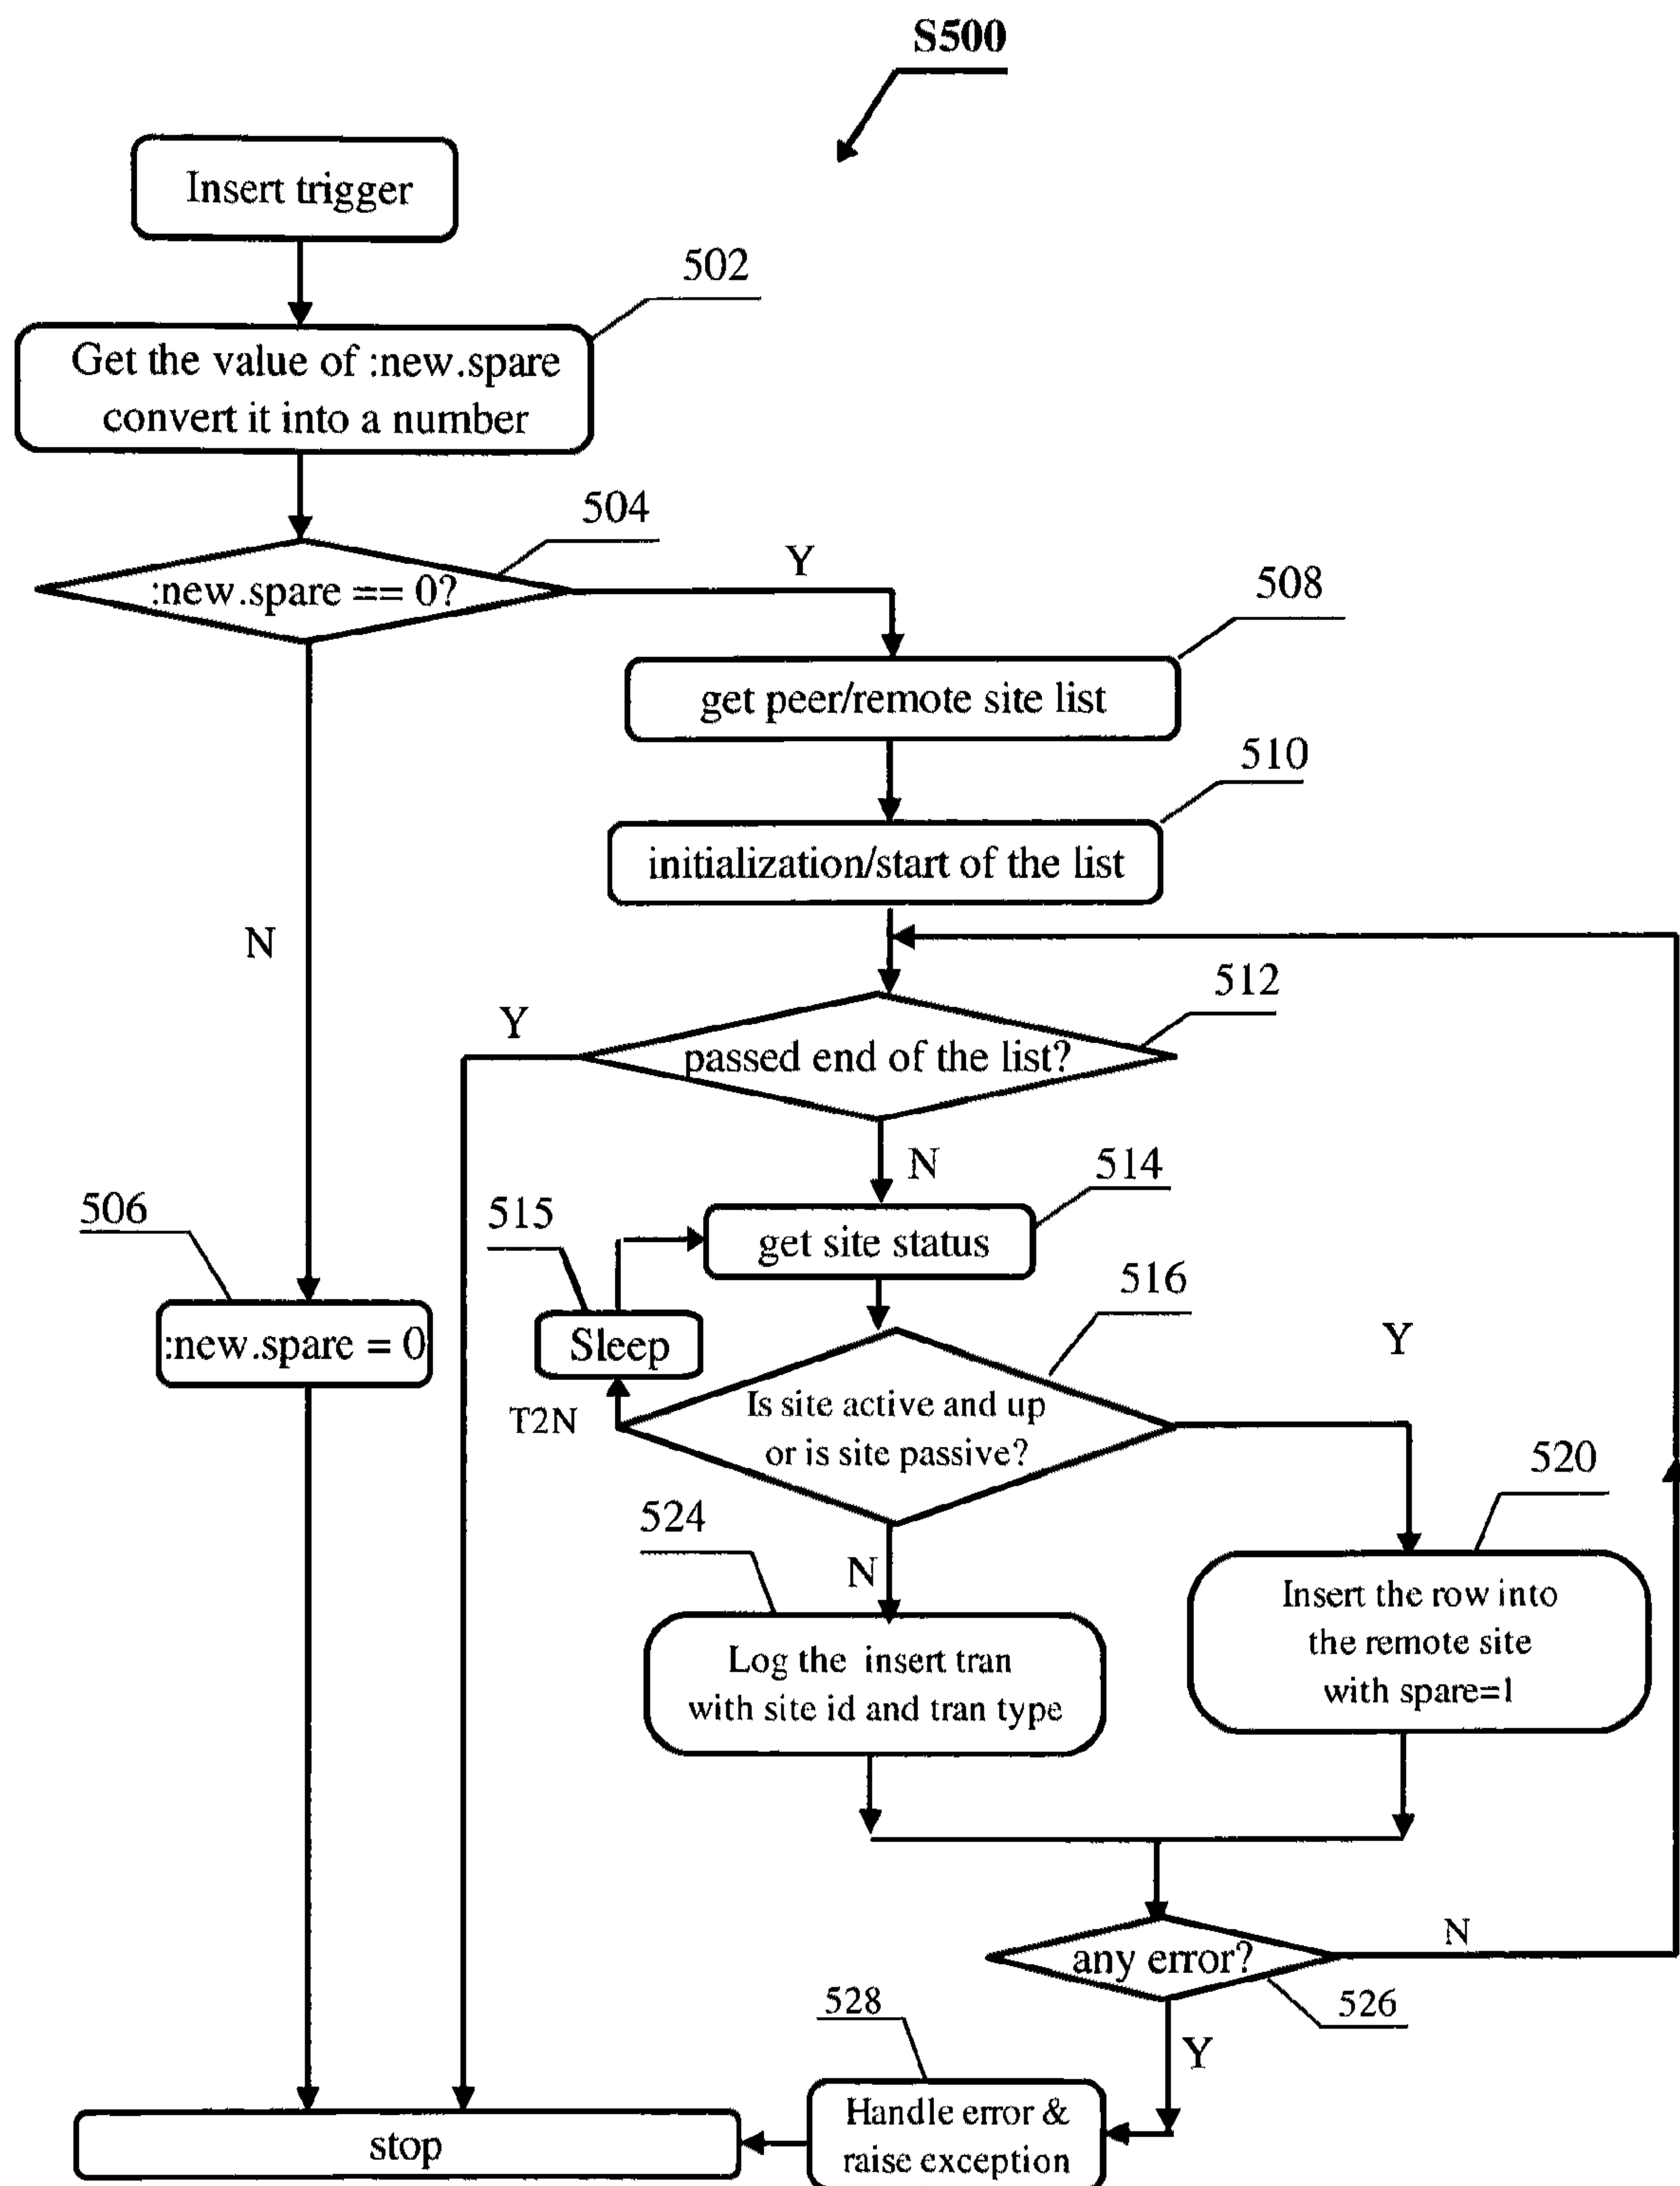 S500
Insert trigger
502
Get the value of :new.spare
convert it into a number
504
:new.spare == 0?
Y
508
get peer/remote site list
510
initialization/start of the list
N
512
Y
passed end of the list?
N
514
506
515
get site status
516
:new.spare = 0
Sleep
Y
T2N
Is site active and up
or is site passive?
520
524
N
Insert the row into
the remote site
with spare=1
Log the insert tran
with site id and tran type
any error?
N
526
528
Y
Handle error &
raise exception
stop